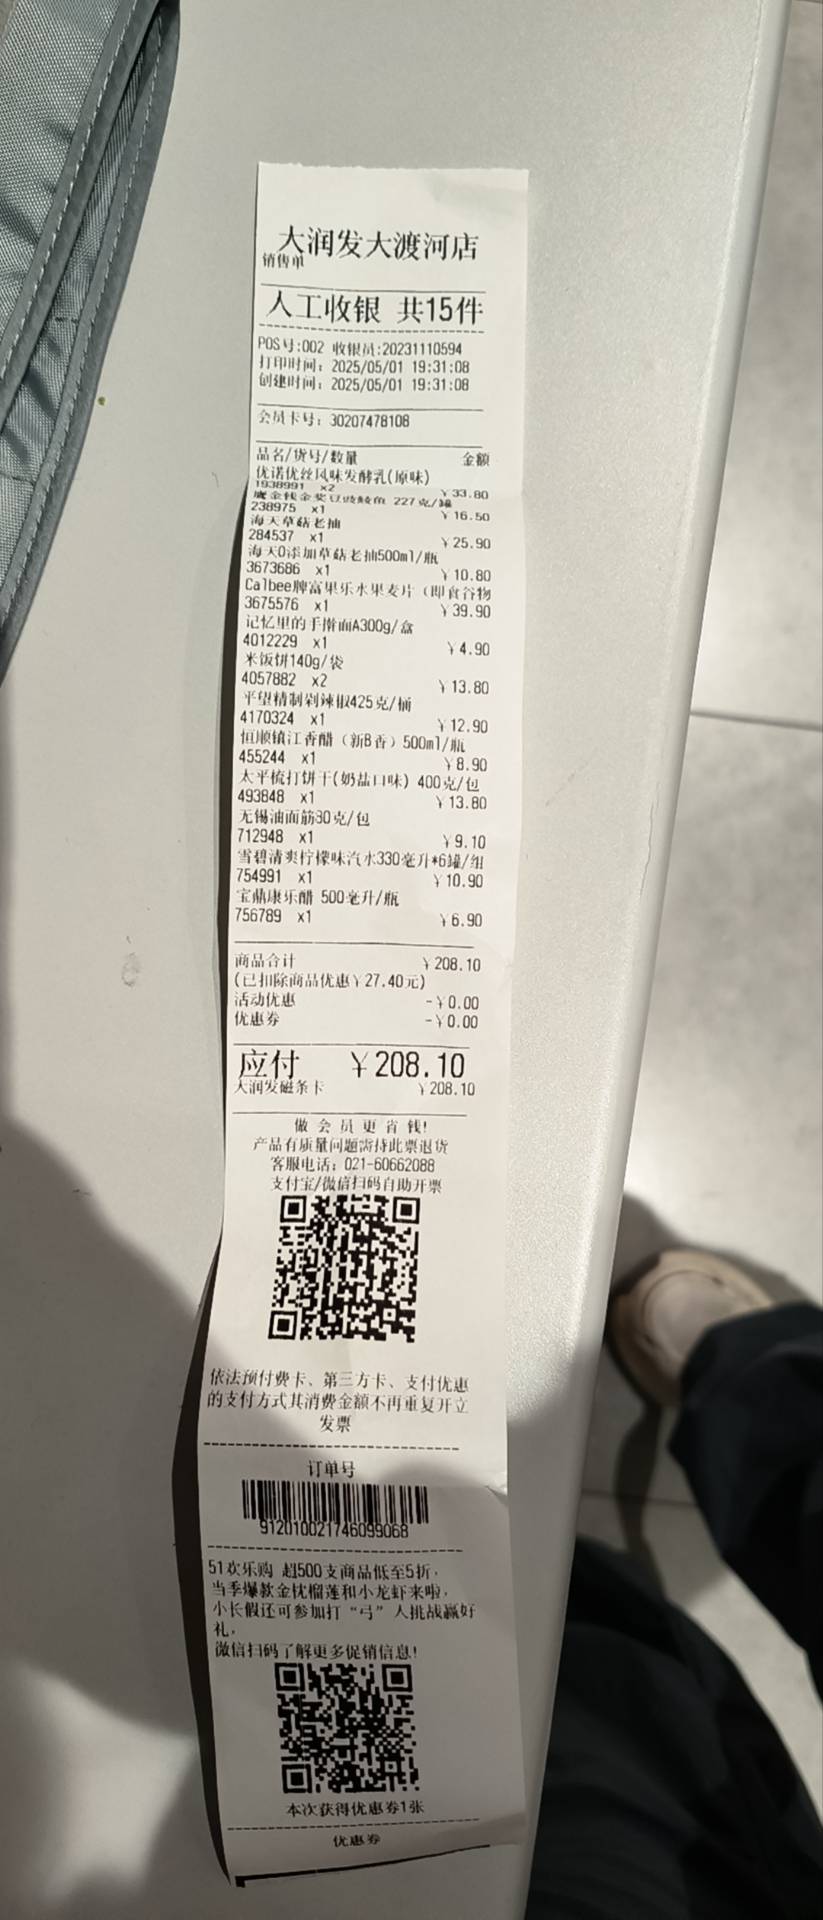 大润发大渡河店
销售单
人工收银 共15件
POS号:002 收银员:20231110594
打印时间: 2025/05/01 19:31:08
创建时间: 2025/05/01 19:31:08
会员卡号: 30207478108
品名/货号/数量 金额
优诺优丝风味发酵乳(原味)
1938991 x2 ￥33.80
鹰金钱金奖豆豉鲮鱼 227克/罐
238975 x1 ￥16.50
海天草菇老抽
284537 x1 ￥25.90
海天0添加草菇老抽500ml/瓶
3673686 x1 ￥10.80
Calbee牌富果乐水果麦片（即食谷物
3675576 x1 ￥39.90
记忆里的手擀面A300g/盒
4012229 x1 ￥4.90
米饭饼140g/袋
4057882 x2 ￥13.80
平望精制剁辣椒425克/桶
4170324 x1 ￥12.90
恒顺镇江香醋（新B香）500ml/瓶
455244 x1 ￥8.90
太平梳打饼干(奶盐口味) 400克/包
493848 x1 ￥13.80
无锡油面筋80克/包
712948 x1 ￥9.10
雪碧清爽柠檬味汽水330毫升*6罐/组
754991 x1 ￥10.90
宝鼎康乐醋 500毫升/瓶
756789 x1 ￥6.90
商品合计 ￥208.10
(已扣除商品优惠￥27.40元)
活动优惠 -￥0.00
优惠券 -￥0.00
应付 ￥208.10
大润发磁条卡 ￥208.10
做会员更省钱!
产品有质量问题需持此票退货
客服电话: 021-60662088
支付宝/微信扫码自助开票
依法预付费卡、第三方卡、支付优惠
的支付方式其消费金额不再重复开立
发票
订单号
912010021746099068
51欢乐购 超500支商品低至5折,
当季爆款金枕榴莲和小龙虾来啦,
小长假还可参加打“弓”人挑战赢好
礼,
微信扫码了解更多促销信息!
本次获得优惠券1张
优惠券